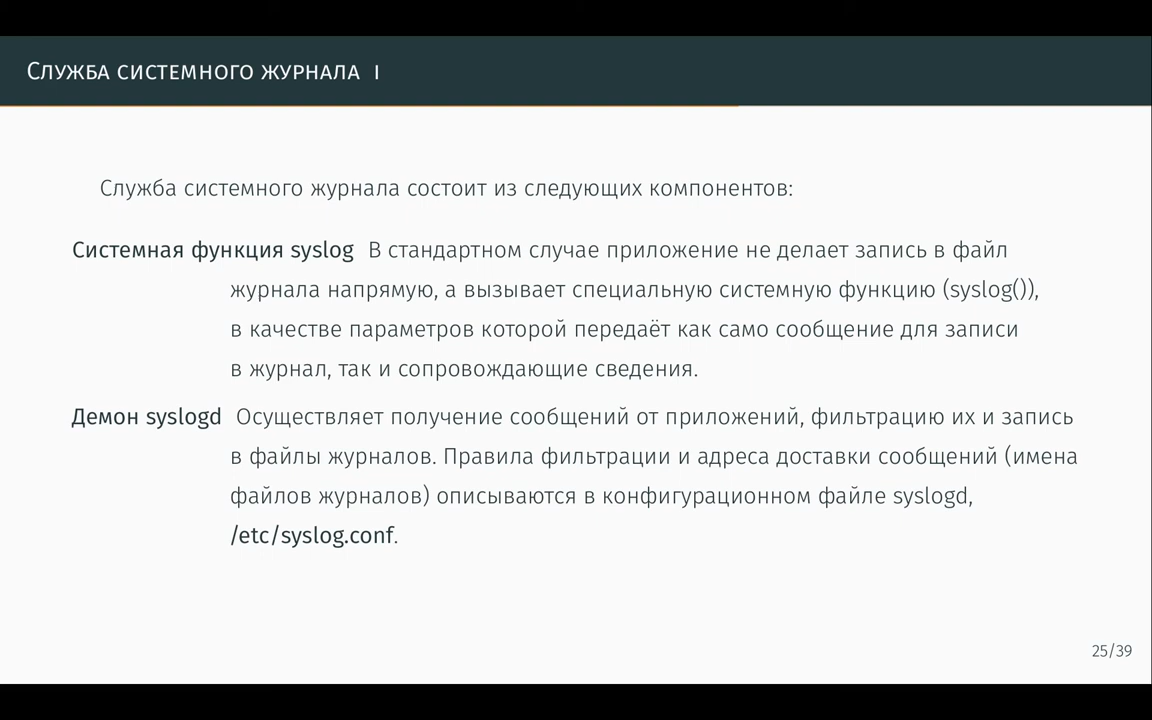 Служба системного журнала I
Служба системного журнала состоит из следующих компонентов:
Системная функция syslog В стандартном случае приложение не делает запись в файл
журнала напрямую, а вызывает специальную системную функцию (syslog()),
в качестве параметров которой передаёт как само сообщение для записи
в журнал, так и сопровождающие сведения.
Демон syslogd Осуществляет получение сообщений от приложений, фильтрацию их и запись
в файлы журналов. Правила фильтрации и адреса доставки сообщений (имена
файлов журналов) описываются в конфигурационном файле syslogd,
/etc/syslog.conf.
25/39